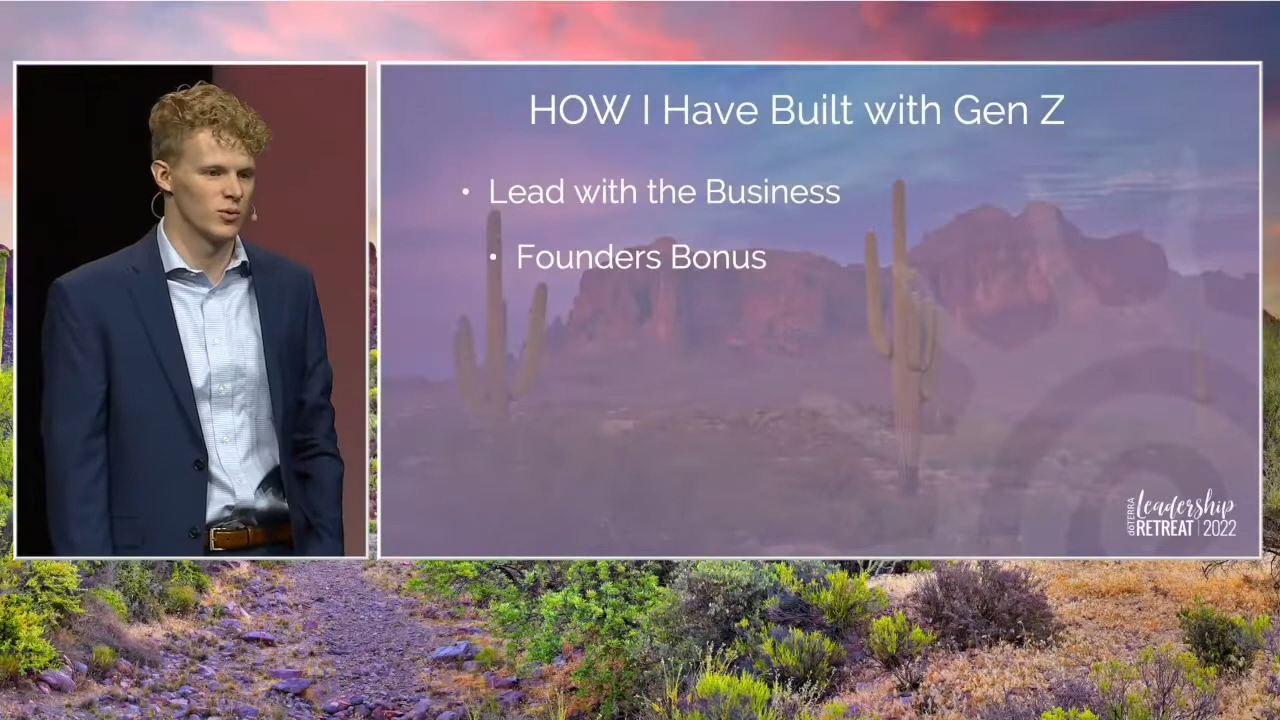 HOW I Have Built with Gen Z
• Lead with the Business
• Founders Bonus
dōTERRA
Leadership
RETREAT | 2022